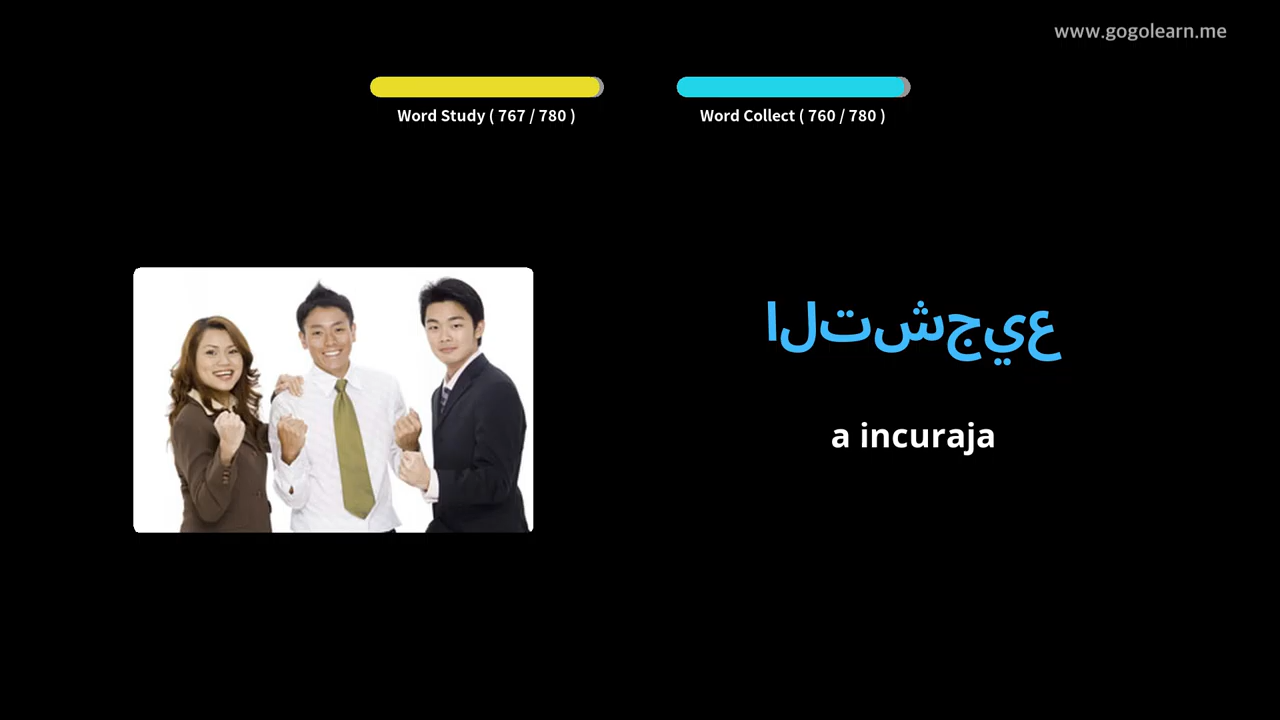 www.gogolearn.me
Word Study ( 767 / 780 )
Word Collect ( 760 / 780 )
التشجيع
a incuraja